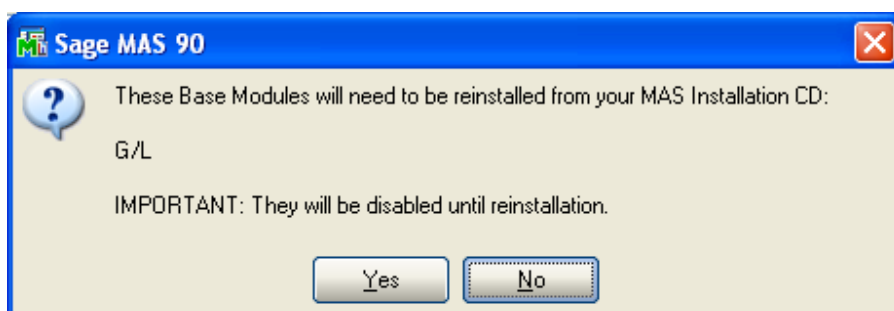 Sage MAS 90
These Base Modules will need to be reinstalled from your MAS Installation CD:
G/L
IMPORTANT: They will be disabled until reinstallation.
Yes
No